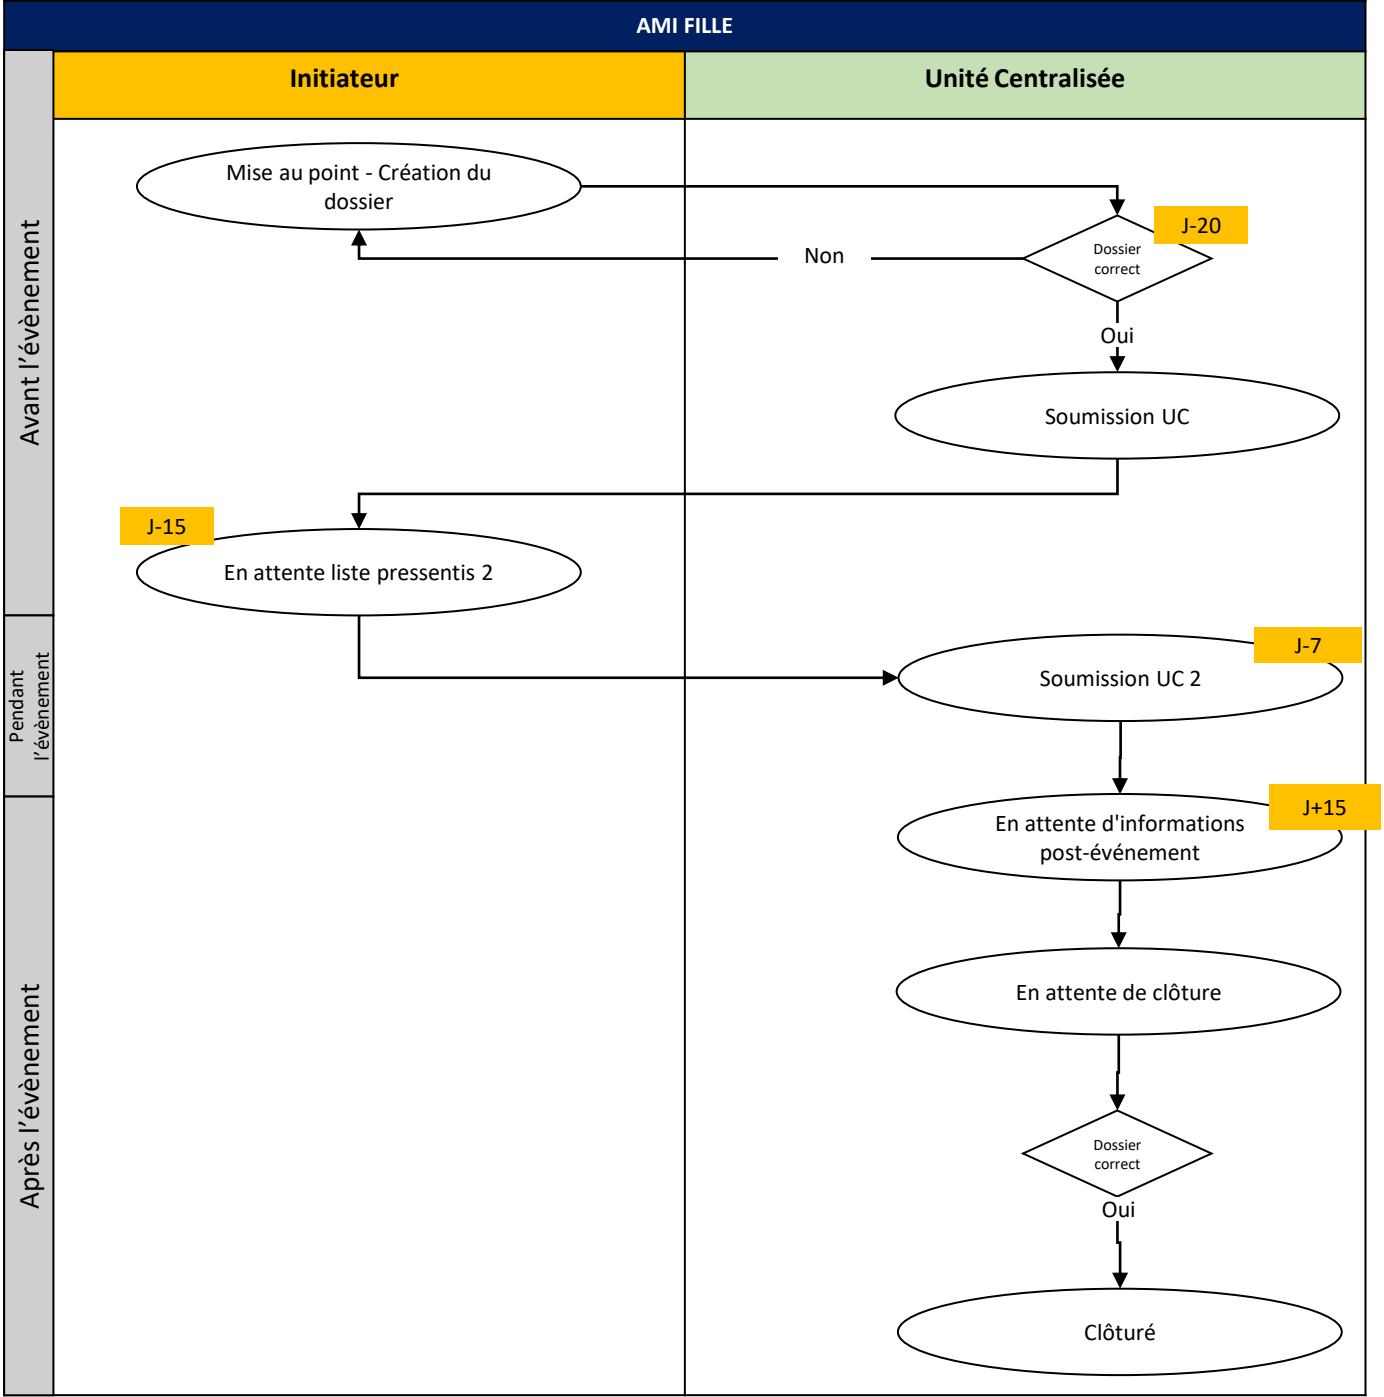 AMI FILLE
Initiateur
Unité Centralisée
Avant l'évènement
Mise au point - Création du
dossier
J-20
Dossier
correct
Non
Oui
Soumission UC
J-15
En attente liste pressentis 2
Pendant
l'évènement
J-7
Soumission UC 2
Après l'évènement
J+15
En attente d'informations
post-événement
En attente de clôture
Dossier
correct
Oui
Clôturé